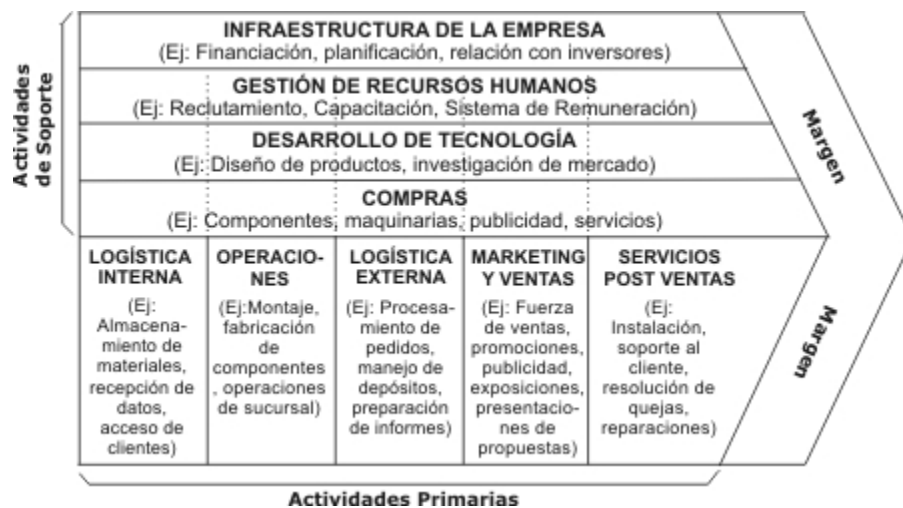 Actividades
de Soporte
INFRAESTRUCTURA DE LA EMPRESA
(Ej: Financiación, planificación, relación con inversores)
GESTIÓN DE RECURSOS HUMANOS
(Ej: Reclutamiento, Capacitación, Sistema de Remuneración)
DESARROLLO DE TECNOLOGÍA
(Ej: Diseño de productos, investigación de mercado)
COMPRAS
(Ej: Componentes, maquinarias, publicidad, servicios)
LOGÍSTICA
INTERNA
(Ej:
Almacena-
miento de
materiales,
recepción de
datos,
acceso de
clientes)
OPERACIO-
NES
(Ej:Montaje,
fabricación
de
componentes
, operaciones
de sucursal)
LOGÍSTICA
EXTERNA
(Ej: Procesa-
miento de
pedidos,
manejo de
depósitos,
preparación
de informes)
MARKETING
Y VENTAS
(Ej: Fuerza
de ventas,
promociones,
publicidad,
exposiciones,
presentacio-
nes de
propuestas)
SERVICIOS
POST VENTAS
(Ej:
Instalación,
soporte al
cliente,
resolución de
quejas,
reparaciones)
Margen
Margen
Actividades Primarias